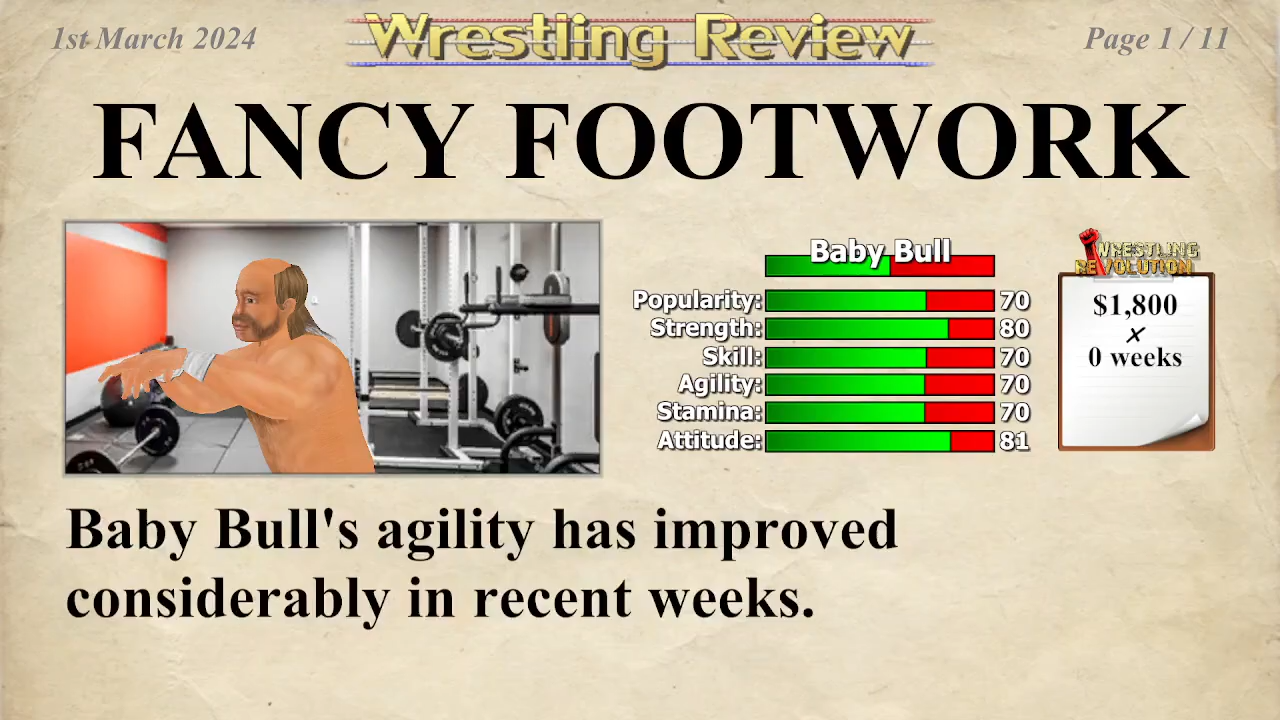 1st March 2024
Wrestling Review
Page 1 / 11
FANCY FOOTWORK
Baby Bull
Popularity: 70
Strength: 80
Skill: 70
Agility: 70
Stamina: 70
Attitude: 81
WRESTLING
REVOLUTION
$1,800
×
0 weeks
Baby Bull's agility has improved
considerably in recent weeks.